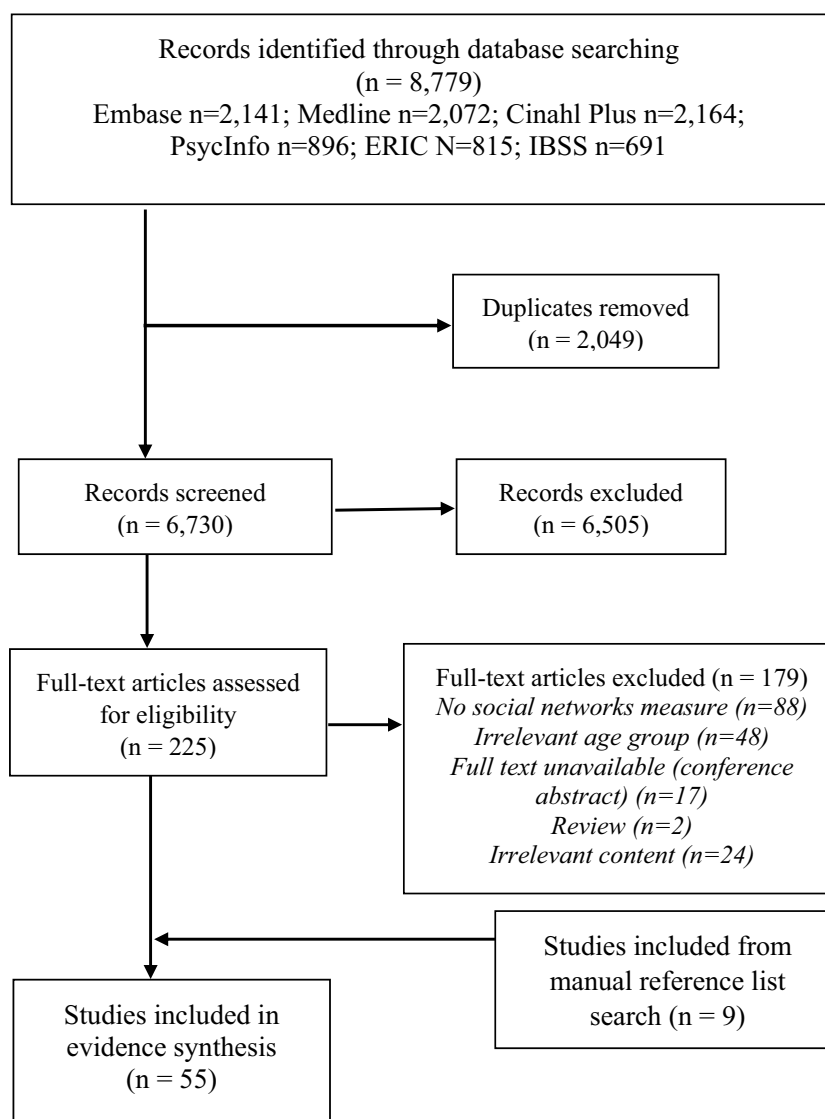 Records identified through database searching
(n = 8,779)
Embase n=2,141; Medline n=2,072; Cinahl Plus n=2,164;
PsycInfo n=896; ERIC N=815; IBSS n=691
Duplicates removed
(n = 2,049)
Records screened
(n = 6,730)
Records excluded
(n = 6,505)
Full-text articles assessed
for eligibility
(n = 225)
Full-text articles excluded (n = 179)
No social networks measure (n=88)
Irrelevant age group (n=48)
Full text unavailable (conference
abstract) (n=17)
Review (n=2)
Irrelevant content (n=24)
Studies included from
manual reference list
search (n = 9)
Studies included in
evidence synthesis
(n = 55)